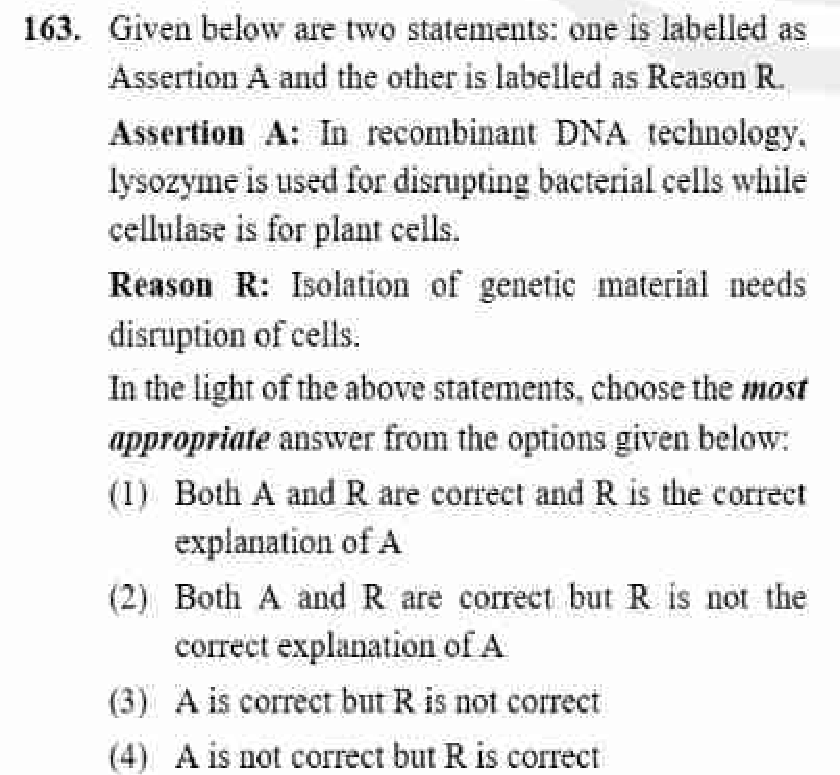 163. Given below are two statements: one is labelled as
Assertion A and the other is labelled as Reason R.
Assertion A: In recombinant DNA technology,
lysozyme is used for disrupting bacterial cells while
cellulase is for plant cells.
Reason R: Isolation of genetic material needs
disruption of cells.
In the light of the above statements, choose the most
appropriate answer from the options given below:
(1) Both A and R are correct and R is the correct
explanation of A
(2) Both A and R are correct but R is not the
correct explanation of A
(3) A is correct but R is not correct
(4) A is not correct but R is correct